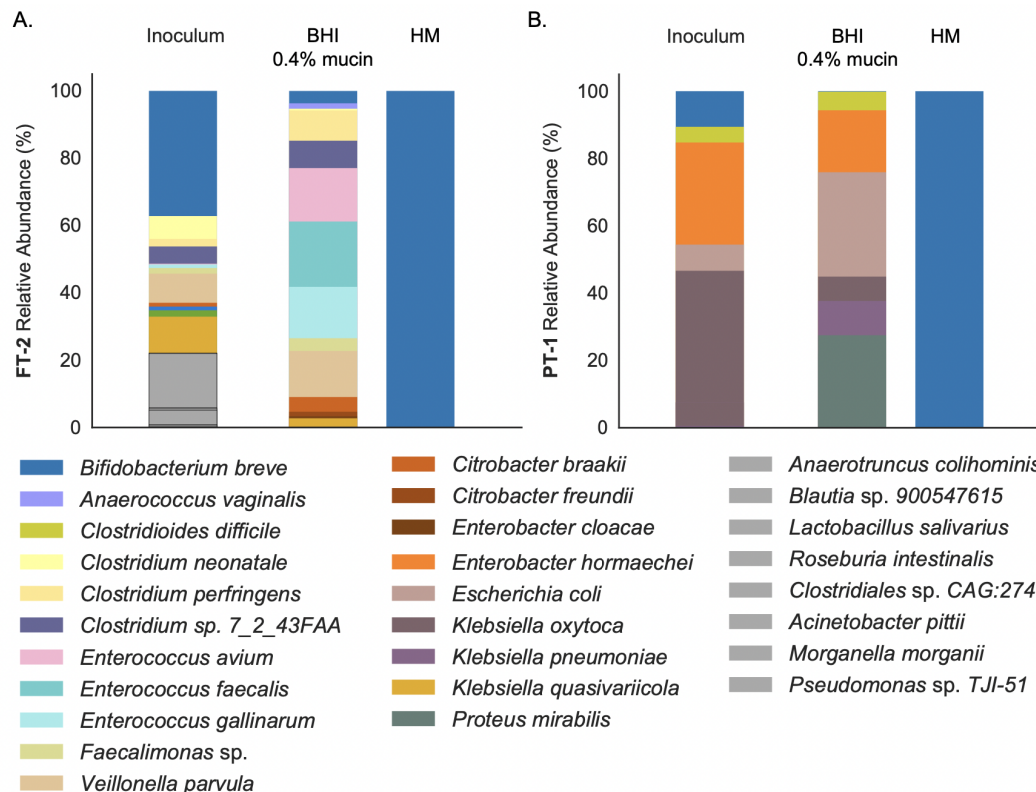 A.
Inoculum
BHI
0.4% mucin
HM
FT-2 Relative Abundance (%)
100
80
60
40
20
0
B.
Inoculum
BHI
0.4% mucin
HM
PT-1 Relative Abundance (%)
100
80
60
40
20
0
Bifidobacterium breve
Anaerococcus vaginalis
Clostridioides difficile
Clostridium neonatale
Clostridium perfringens
Clostridium sp. 7_2_43FAA
Enterococcus avium
Enterococcus faecalis
Enterococcus gallinarum
Faecalimonas sp.
Veillonella parvula
Citrobacter braakii
Citrobacter freundii
Enterobacter cloacae
Enterobacter hormaechei
Escherichia coli
Klebsiella oxytoca
Klebsiella pneumoniae
Klebsiella quasivariicola
Proteus mirabilis
Anaerotruncus colihominis
Blautia sp. 900547615
Lactobacillus salivarius
Roseburia intestinalis
Clostridiales sp. CAG:274
Acinetobacter pittii
Morganella morganii
Pseudomonas sp. TJI-51